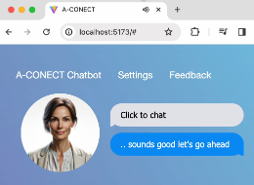 A-CONECT
localhost:5173/#
A-CONECT Chatbot Settings Feedback
Click to chat
.. sounds good let's go ahead